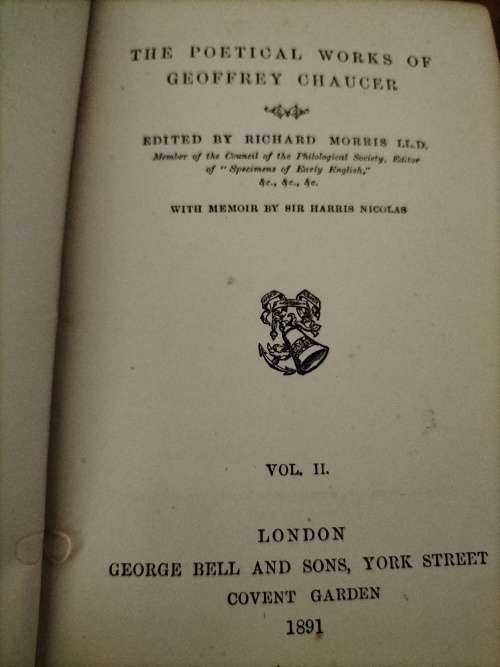 THE POETICAL WORKS OF
GEOFFREY CHAUCER
EDITED BY RICHARD MORRIS LL.D.
Member of the Council of the Philological Society, Editor
of "Specimens of Early English,"
&c., &c., &c.
WITH MEMOIR BY SIR HARRIS NICOLAS
VOL. II.
LONDON
GEORGE BELL AND SONS, YORK STREET
COVENT GARDEN
1891